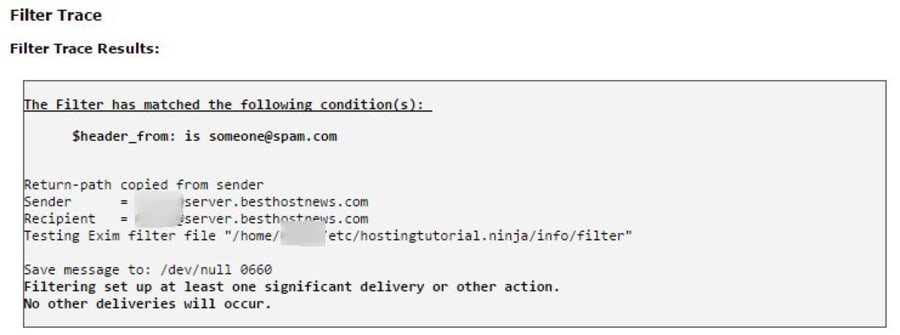 Filter Trace
Filter Trace Results:
The Filter has matched the following condition(s):
$header_from: is someone@spam.com
Return-path copied from sender
Sender = server.besthostnews.com
Recipient = server.besthostnews.com
Testing Exim filter file "/home/ etc/hostingtutorial.ninja/info/filter"
Save message to: /dev/null 0660
Filtering set up at least one significant delivery or other action.
No other deliveries will occur.